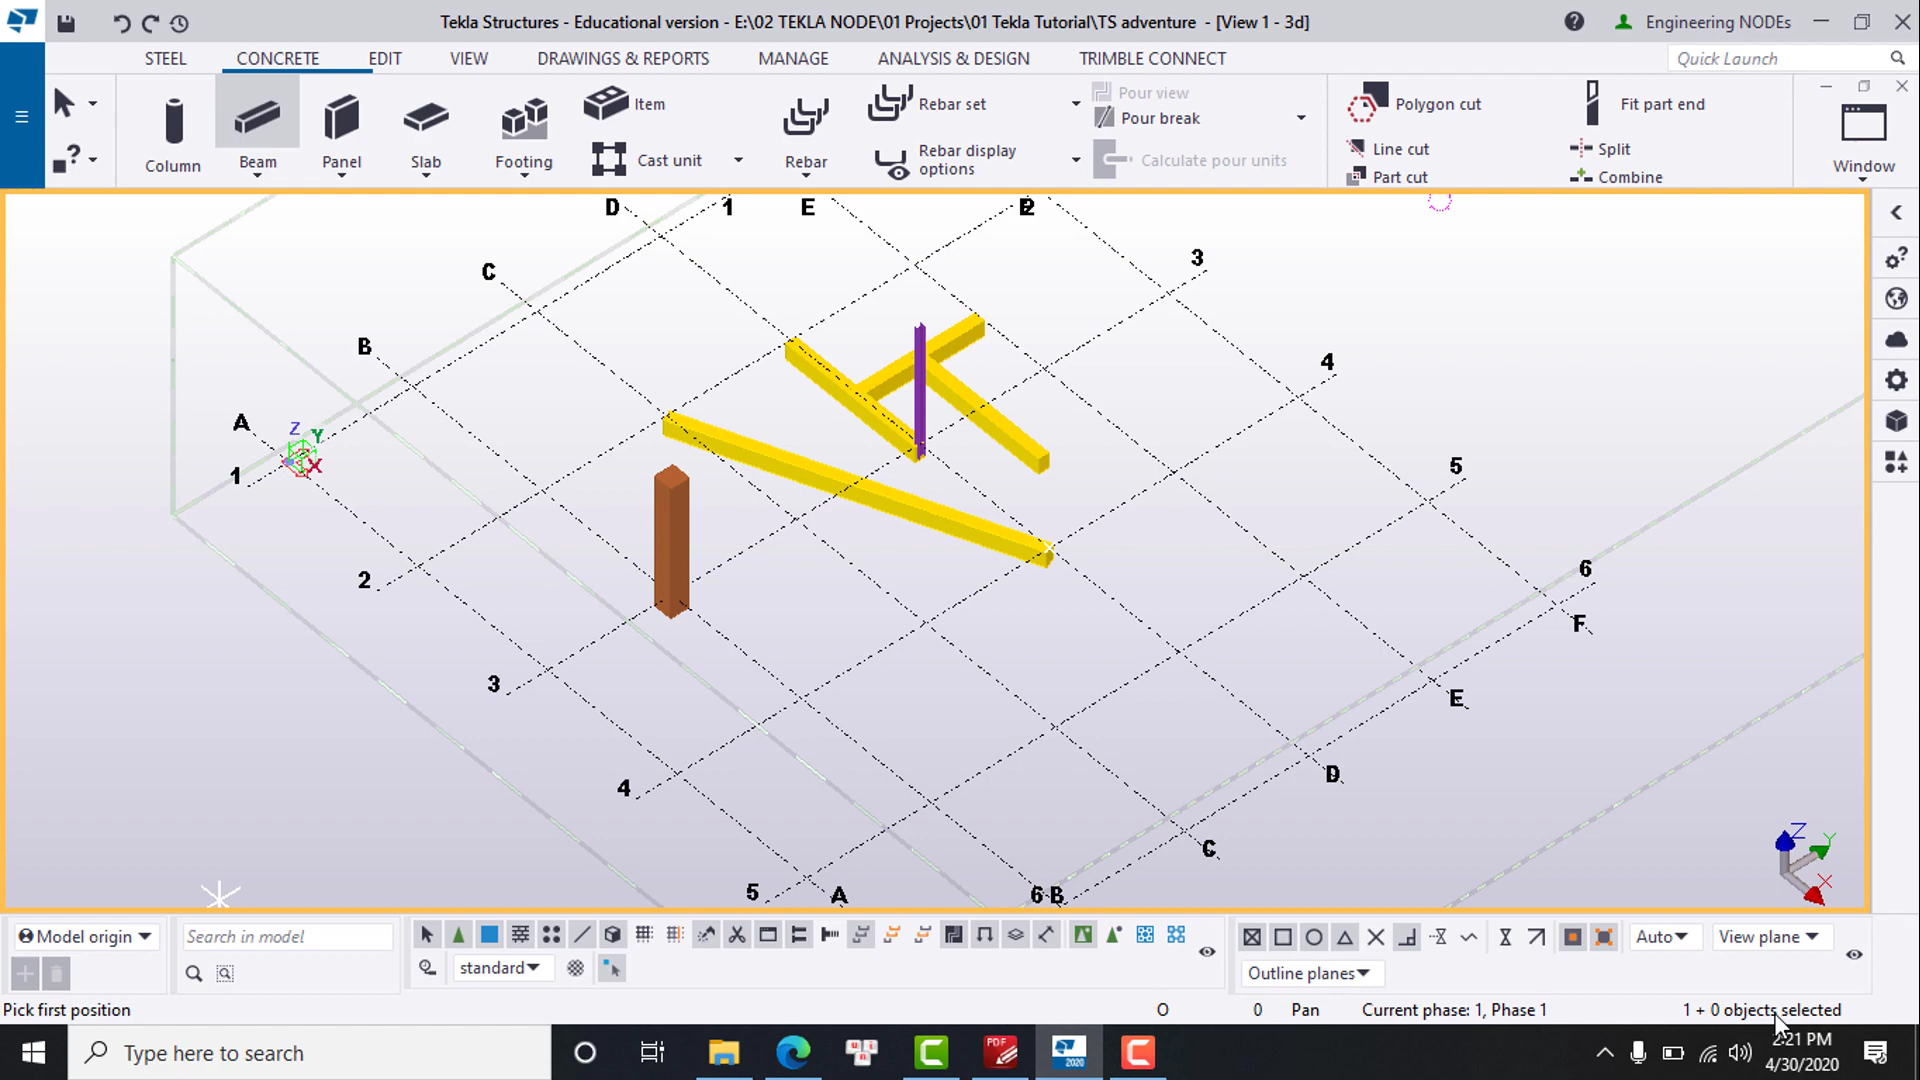 Tekla Structures - Educational version - E:\02 TEKLA NODE\01 Projects\01 Tekla Tutorial\TS adventure - [View 1 - 3d]
Engineering NODEs
STEEL CONCRETE EDIT VIEW DRAWINGS & REPORTS MANAGE ANALYSIS & DESIGN TRIMBLE CONNECT
Quick Launch
Column
Beam
Panel
Slab
Footing
Item
Cast unit
Rebar
Rebar set
Rebar display
options
Pour view
Pour break
Calculate pour units
Polygon cut
Line cut
Part cut
Fit part end
Split
Combine
Window
D 1 E 2
3
C
B
4
A
Z Y
X
1
5
2
6
F
3
E
4
D
C
5 A 6 B
Z Y
X
Model origin
Search in model
standard
Auto
View plane
Outline planes
Pick first position
O 0 Pan Current phase: 1, Phase 1 1 + 0 objects selected
Type here to search
PDF
2020
2:21 PM
4/30/2020